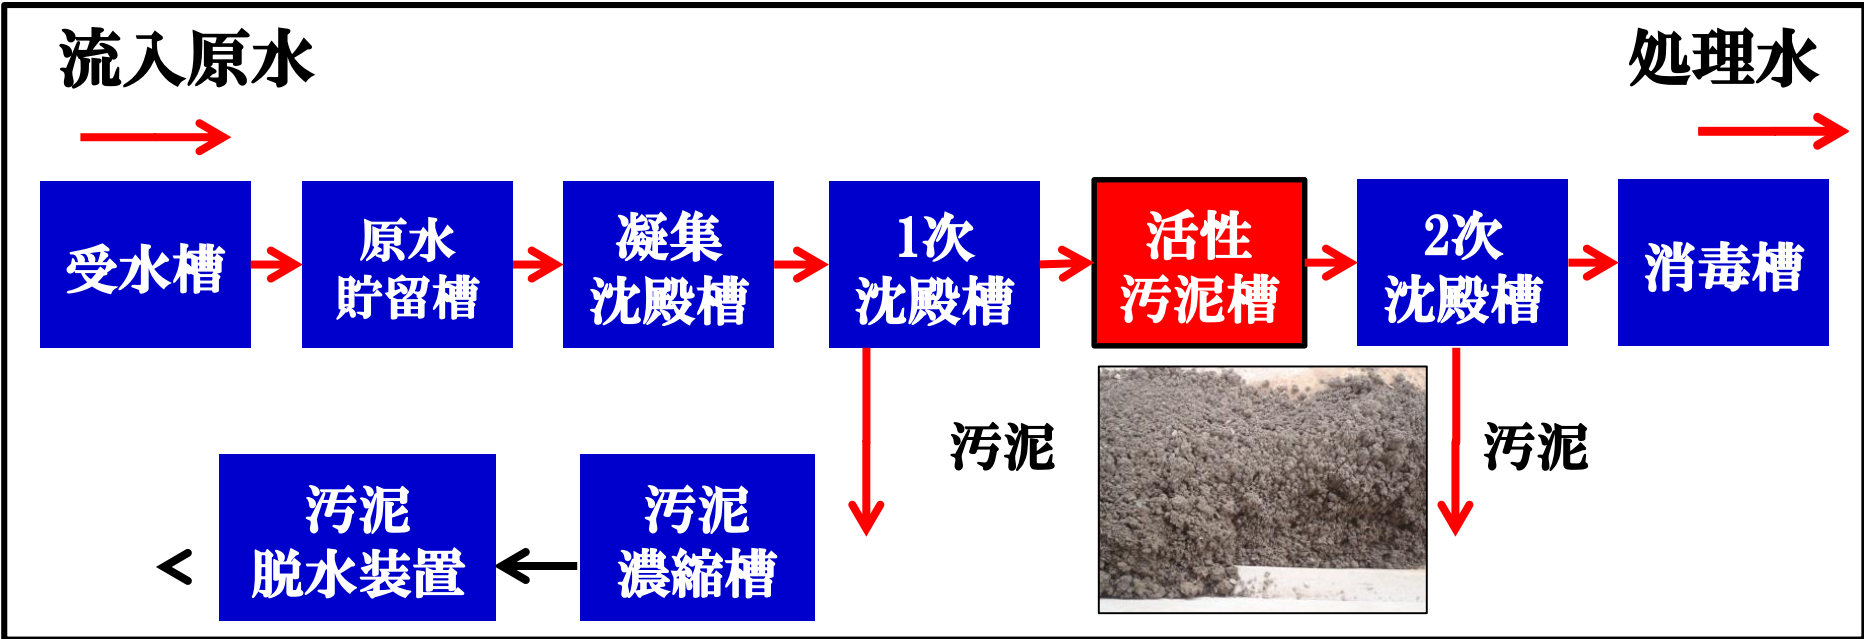 流入原水
処理水
受水槽
原水
貯留槽
凝集
沈殿槽
1次
沈殿槽
活性
汚泥槽
2次
沈殿槽
消毒槽
汚泥
汚泥
汚泥
脱水装置
汚泥
濃縮槽